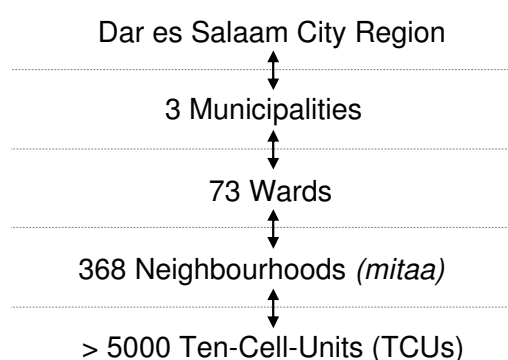 Dar es Salaam City Region
3 Municipalities
73 Wards
368 Neighbourhoods (mitaa)
> 5000 Ten-Cell-Units (TCUs)